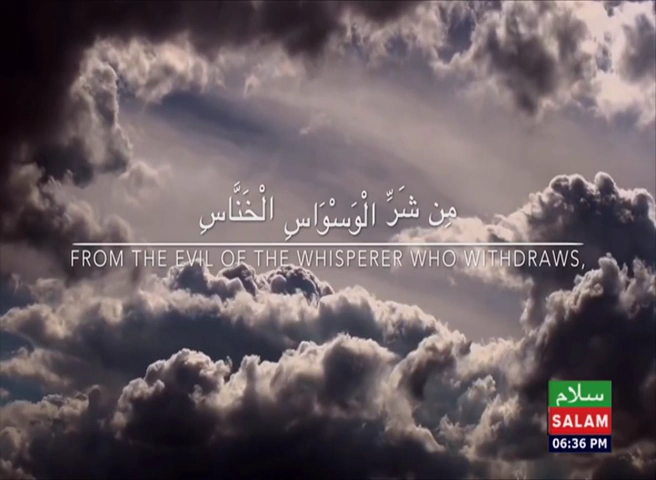 مِن شَرِّ الْوَسْوَاسِ الْخَنَّاسِ
FROM THE EVIL OF THE WHISPERER WHO WITHDRAWS,
سلام
SALAM
06:36 PM